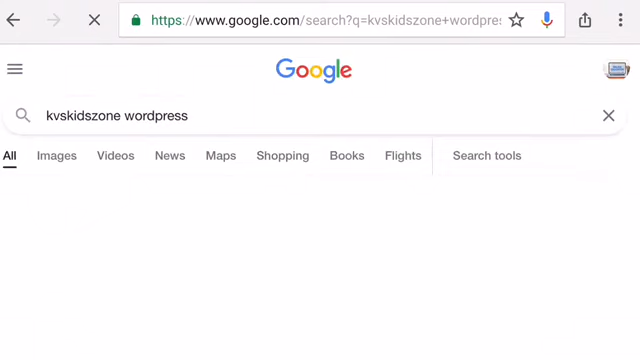 https://www.google.com/search?q=kvskidszone+wordpres
Google
kvskidszone wordpress
All Images Videos News Maps Shopping Books Flights Search tools